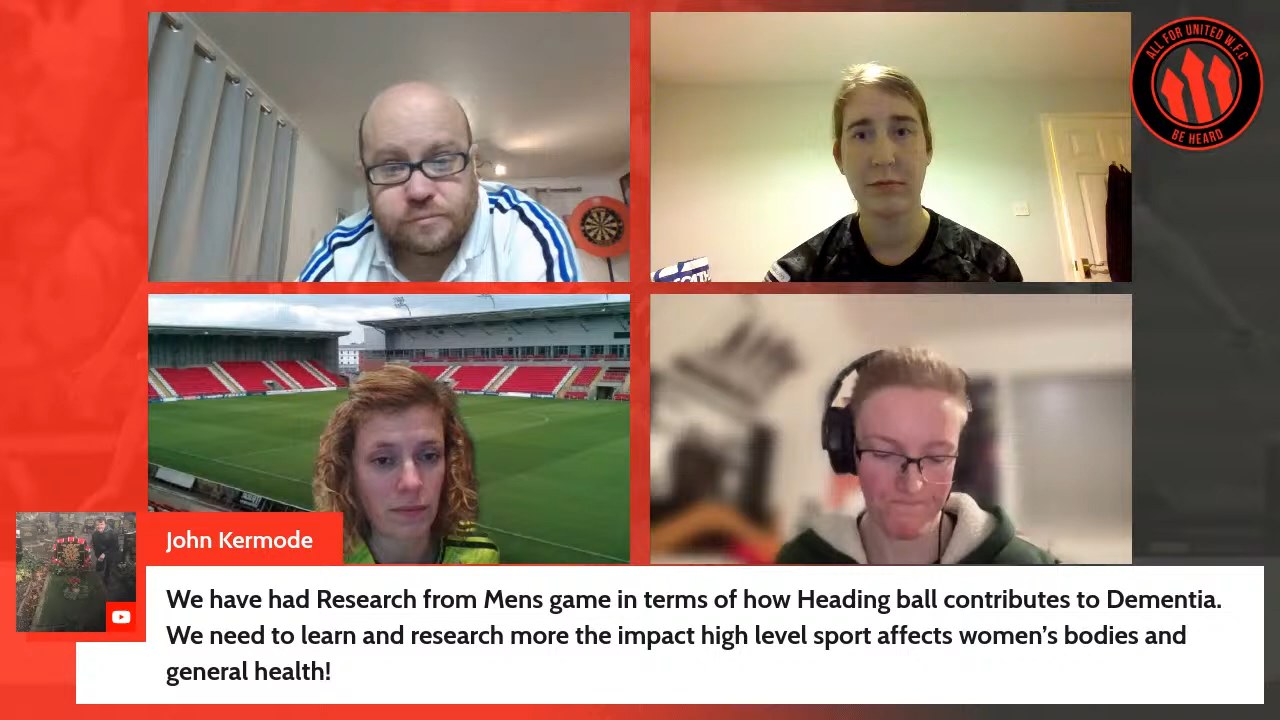 ALL FOR UNITED W.F.C
BE HEARD
John Kermode
We have had Research from Mens game in terms of how Heading ball contributes to Dementia.
We need to learn and research more the impact high level sport affects women's bodies and
general health!